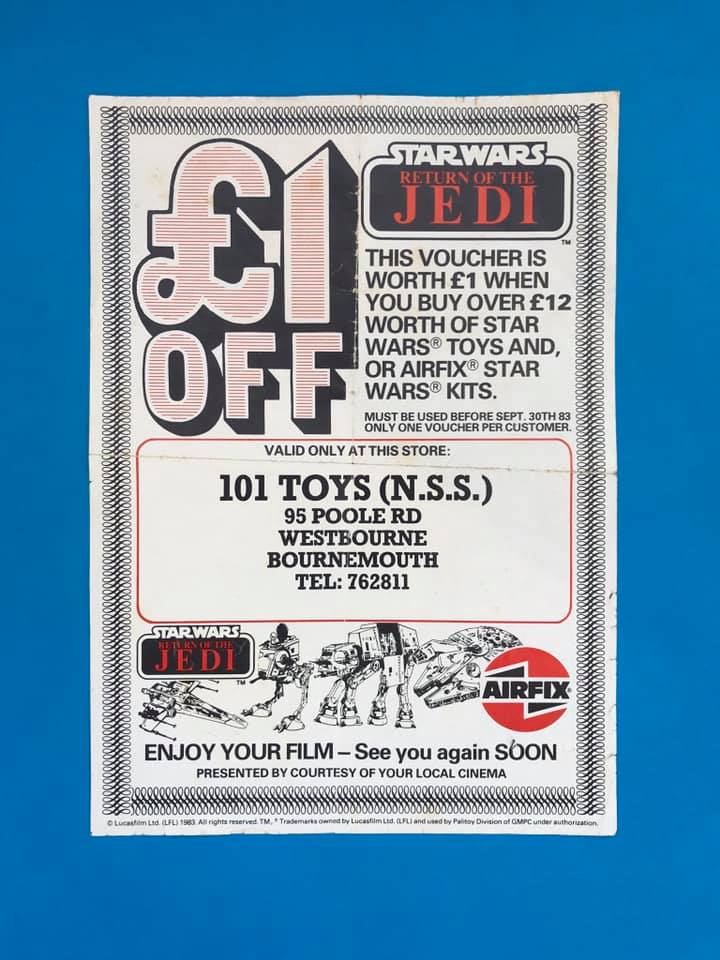 £1
OFF
STAR WARS
RETURN OF THE
JEDI
TM
THIS VOUCHER IS
WORTH £1 WHEN
YOU BUY OVER £12
WORTH OF STAR
WARS® TOYS AND,
OR AIRFIX® STAR
WARS® KITS.
MUST BE USED BEFORE SEPT. 30TH 83
ONLY ONE VOUCHER PER CUSTOMER.
VALID ONLY AT THIS STORE:
101 TOYS (N.S.S.)
95 POOLE RD
WESTBOURNE
BOURNEMOUTH
TEL: 762811
STAR WARS
RETURN OF THE
JEDI
TM
AIRFIX®
ENJOY YOUR FILM – See you again SOON
PRESENTED BY COURTESY OF YOUR LOCAL CINEMA
© Lucasfilm Ltd. (LFL) 1983. All rights reserved. TM, ® Trademarks owned by Lucasfilm Ltd. (LFL) and used by Palitoy Division of GMPC under authorization.